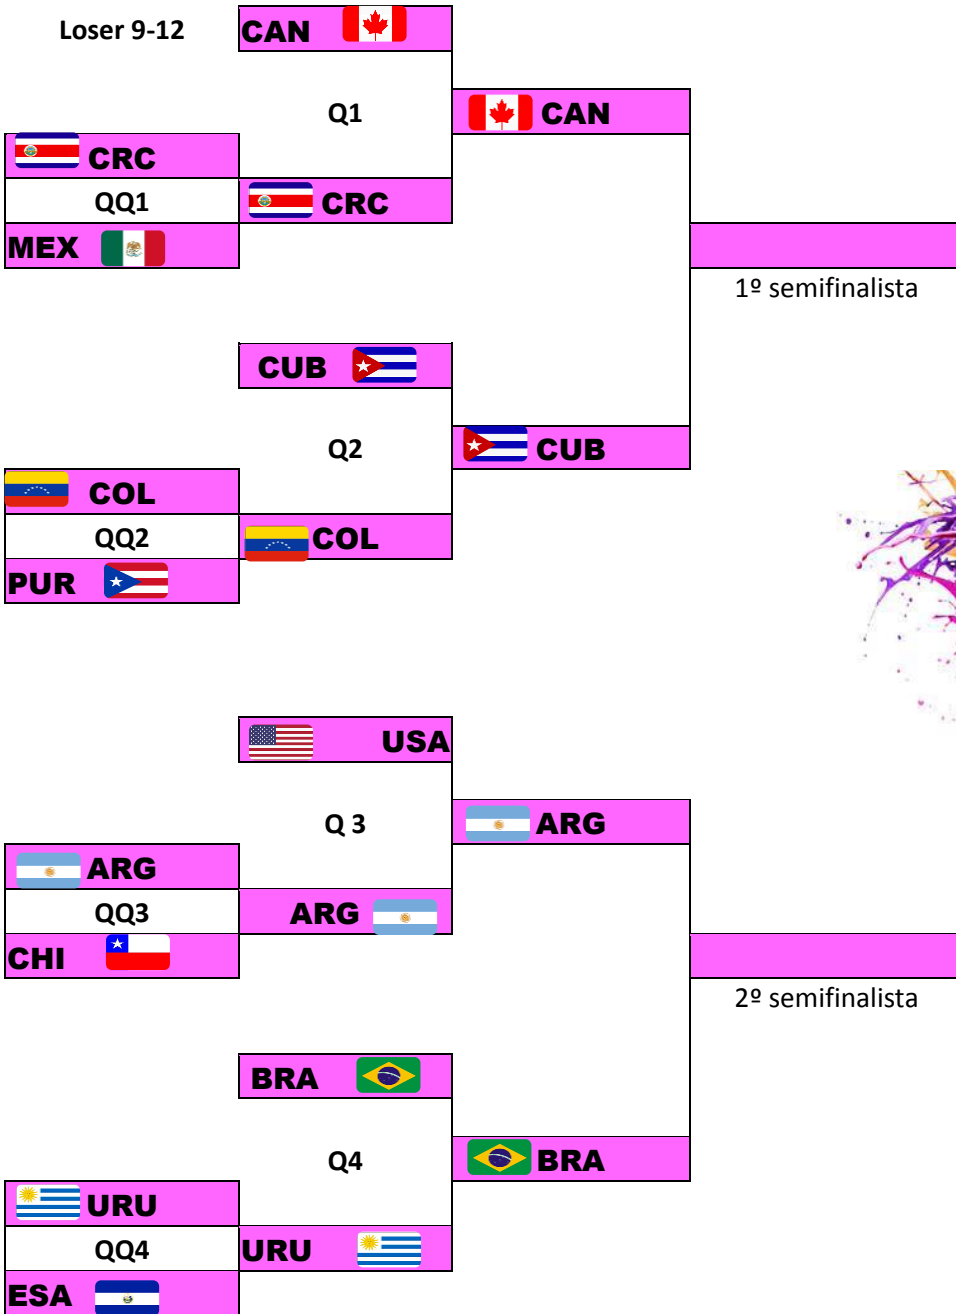 Loser 9-12
CAN
Q1
CAN
CRC
QQ1
CRC
MEX
1º semifinalista
CUB
Q2
CUB
COL
QQ2
COL
PUR
USA
Q 3
ARG
ARG
QQ3
ARG
CHI
2º semifinalista
BRA
Q4
BRA
URU
QQ4
URU
ESA